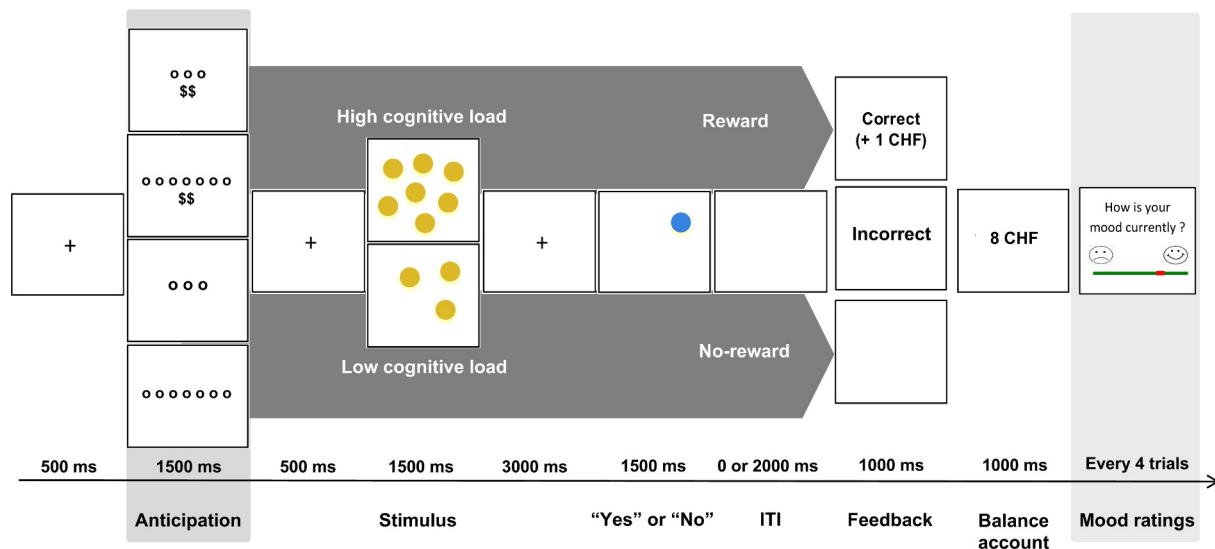 +
o o o
$$
o o o o o o o
$$
o o o
o o o o o o o
+
High cognitive load
Low cognitive load
+
Reward
No-reward
Correct
(+ 1 CHF)
Incorrect
8 CHF
How is your
mood currently ?
500 ms
1500 ms
500 ms
1500 ms
3000 ms
1500 ms
0 or 2000 ms
1000 ms
1000 ms
Every 4 trials
Anticipation
Stimulus
“Yes” or “No”
ITI
Feedback
Balance
account
Mood ratings